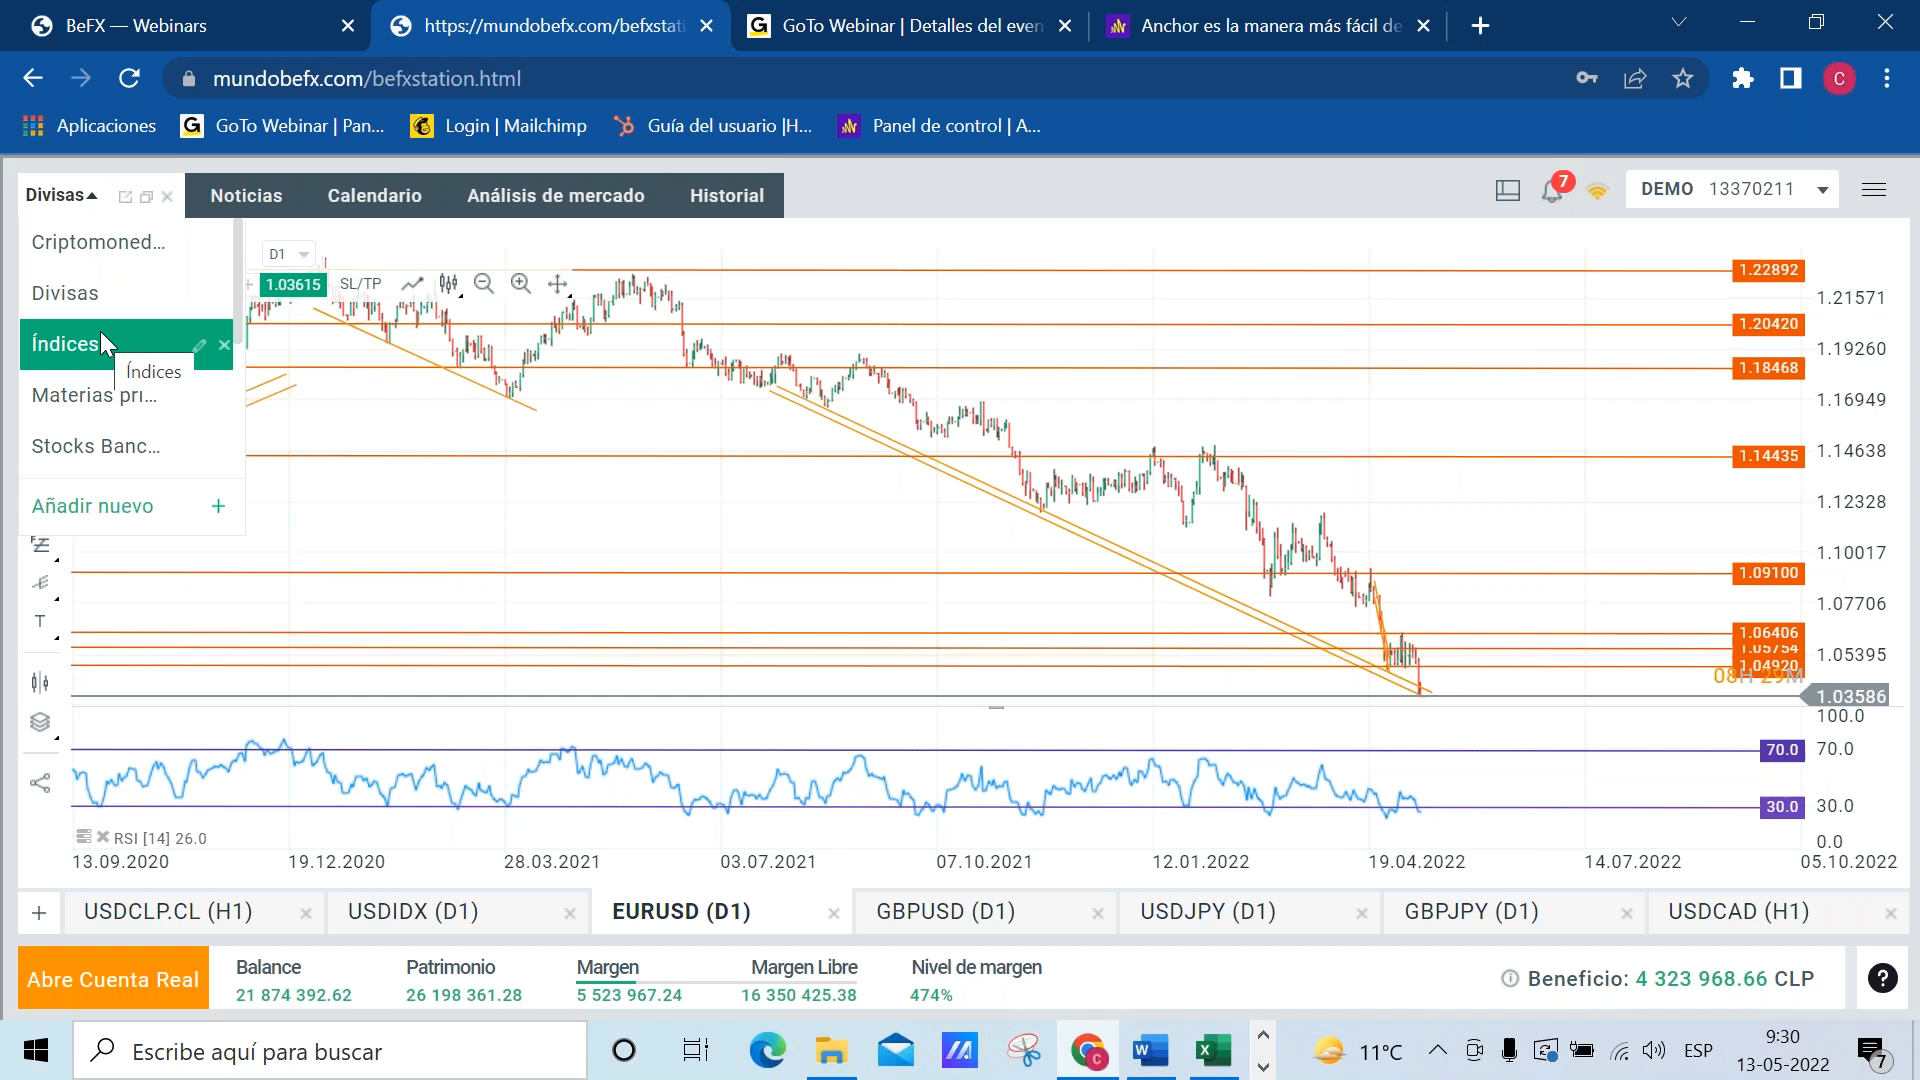 BeFX — Webinars
https://mundobefx.com/befxstati
GoTo Webinar | Detalles del even
Anchor es la manera más fácil de
mundobefx.com/befxstation.html
C
Aplicaciones
GoTo Webinar | Pan...
Login | Mailchimp
Guía del usuario |H...
Panel de control | A...
Divisas
Noticias
Calendario
Análisis de mercado
Historial
7
DEMO 13370211
Criptomoned...
Divisas
Índices
Índices
Materias pri...
Stocks Banc...
Añadir nuevo +
D1
1.03615
SL/TP
T
1.22892
1.20420
1.18468
1.14435
1.09100
1.06406
1.05754
1.04920
08H 29M
1.21571
1.19260
1.16949
1.14638
1.12328
1.10017
1.07706
1.05395
1.03586
100.0
70.0 70.0
30.0 30.0
0.0
RSI [14] 26.0
13.09.2020
19.12.2020
28.03.2021
03.07.2021
07.10.2021
12.01.2022
19.04.2022
14.07.2022
05.10.2022
USDCLP.CL (H1)
USDIDX (D1)
EURUSD (D1)
GBPUSD (D1)
USDJPY (D1)
GBPJPY (D1)
USDCAD (H1)
Abre Cuenta Real
Balance
21 874 392.62
Patrimonio
26 198 361.28
Margen
5 523 967.24
Margen Libre
16 350 425.38
Nivel de margen
474%
Beneficio: 4 323 968.66 CLP
?
Escribe aquí para buscar
11°C
ESP
9:30
13-05-2022
7